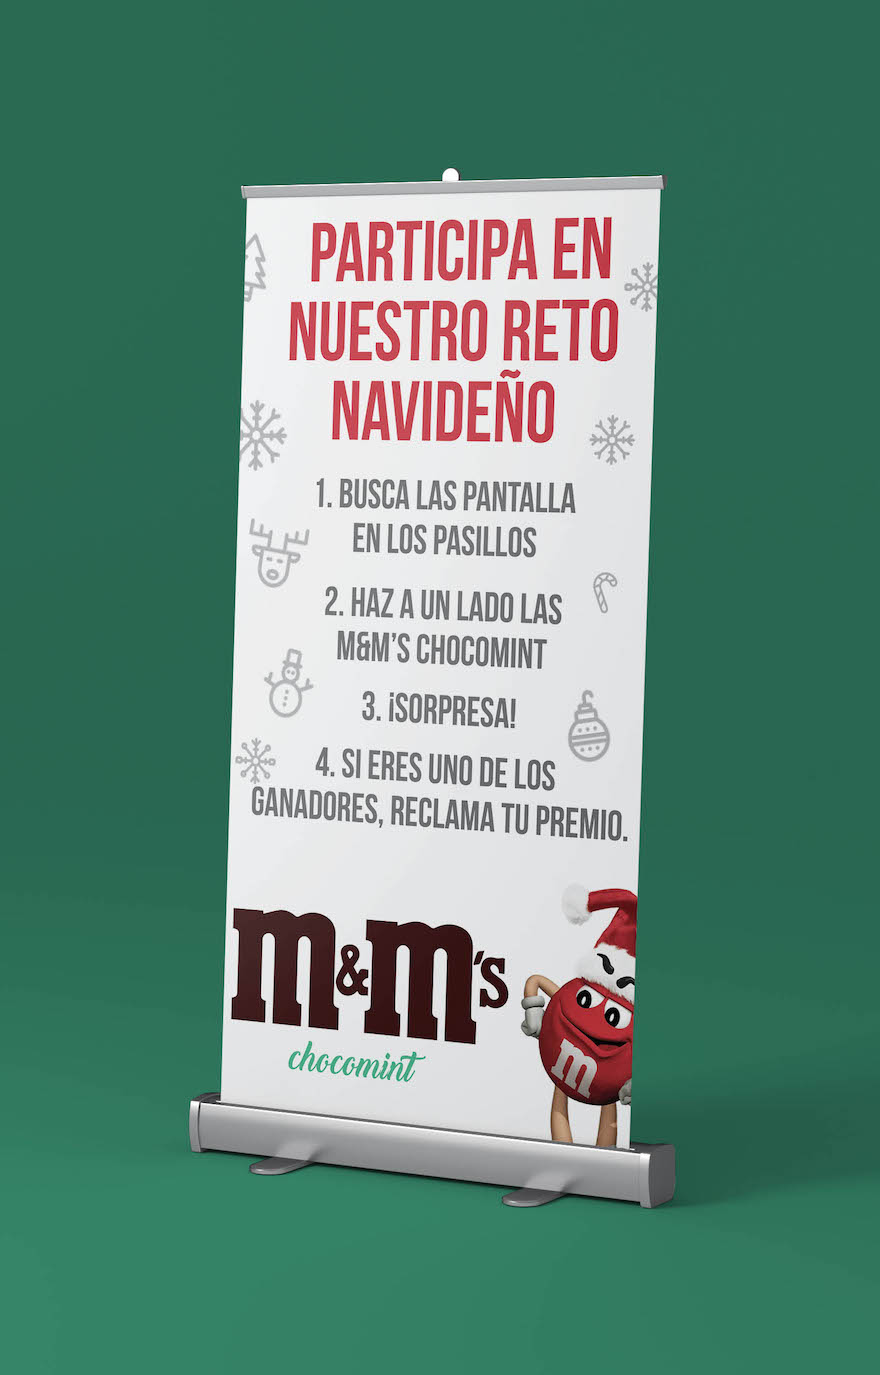 PARTICIPA EN
NUESTRO RETO
NAVIDEÑO
1. BUSCA LAS PANTALLA
EN LOS PASILLOS
2. HAZ A UN LADO LAS
M&M'S CHOCOMINT
3. ¡SORPRESA!
4. SI ERES UNO DE LOS
GANADORES, RECLAMA TU PREMIO.
m&m's
chocomint
m